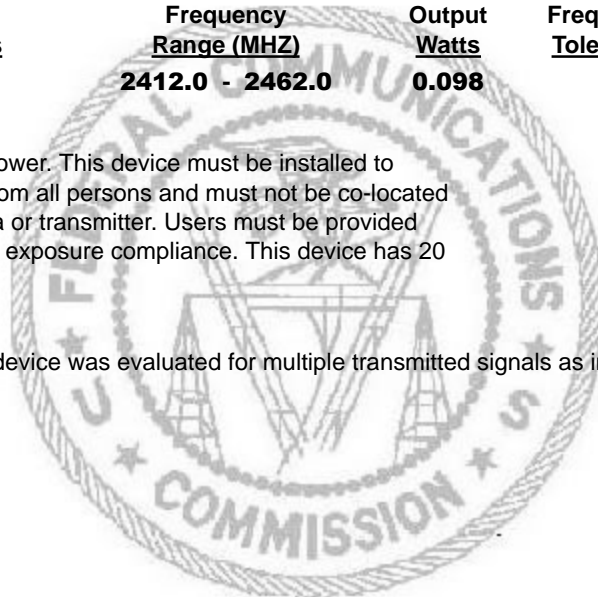 Frequency Output Freq
s Range (MHZ) Watts Tole
2412.0 - 2462.0 0.098
ower. This device must be installed to
om all persons and must not be co-located
a or transmitter. Users must be provided
exposure compliance. This device has 20
device was evaluated for multiple transmitted signals as i
FEDERAL COMMUNICATIONS
U S
COMMISSION